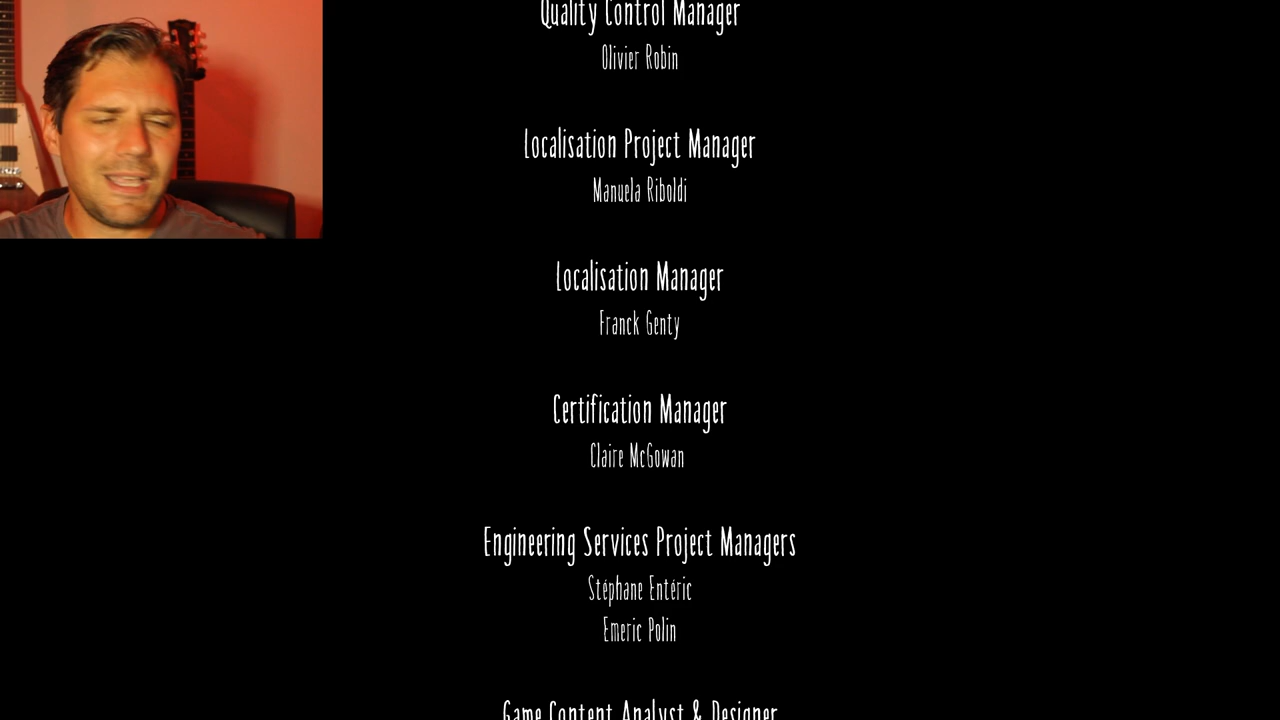 Quality Control Manager
Olivier Robin
Localisation Project Manager
Manuela Riboldi
Localisation Manager
Franck Genty
Certification Manager
Claire McGowan
Engineering Services Project Managers
Stéphane Entéric
Emeric Polin
Game Content Analyst & Designer